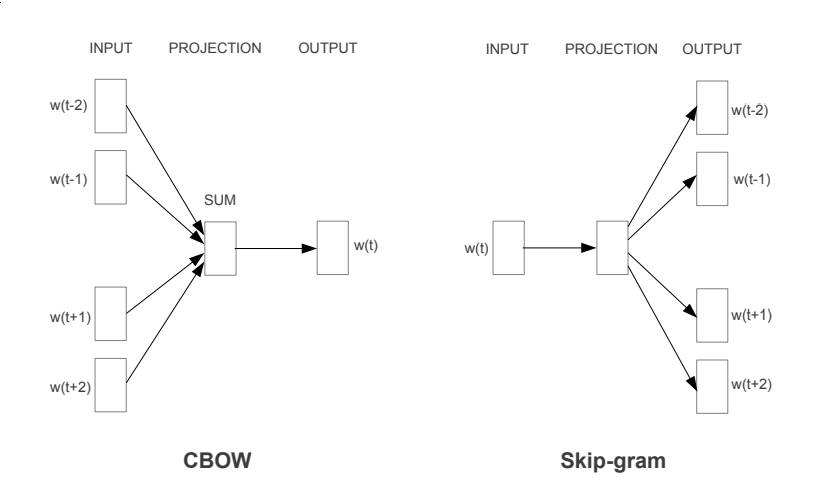 INPUT PROJECTION OUTPUT
w(t-2)
w(t-1)
SUM
w(t)
w(t+1)
w(t+2)
CBOW
INPUT PROJECTION OUTPUT
w(t-2)
w(t-1)
w(t)
w(t+1)
w(t+2)
Skip-gram